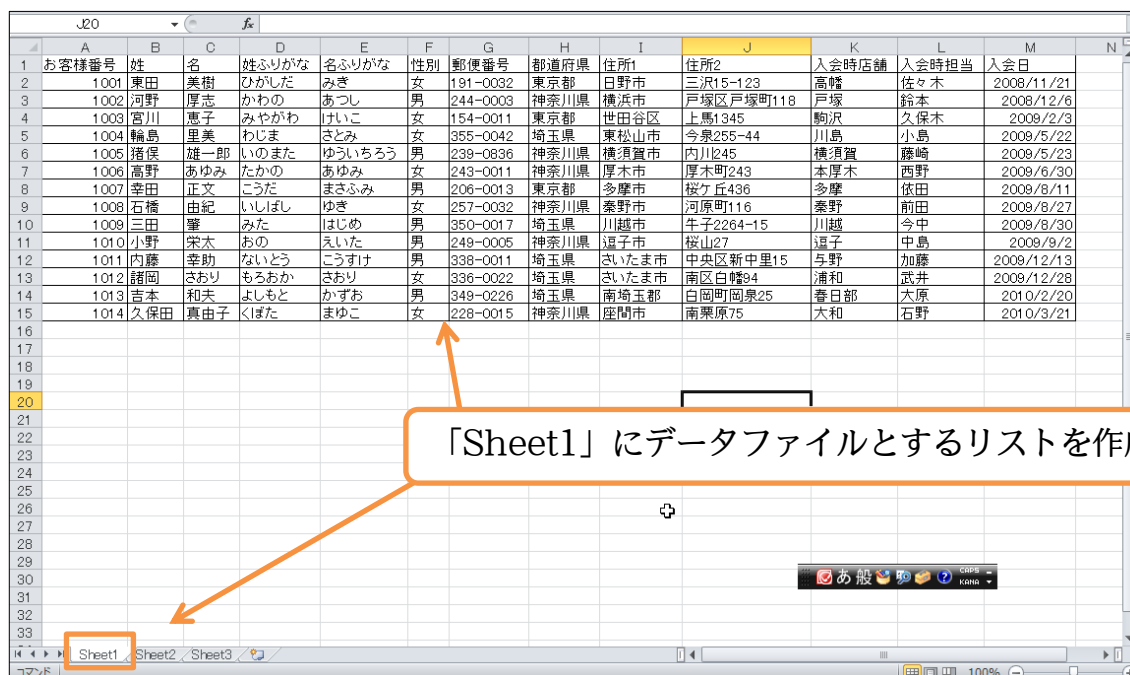 J20 fx
A B C D E F G H I J K L M N
1 お客様番号 姓 名 姓ふりがな 名ふりがな 性別 郵便番号 都道府県 住所1 住所2 入会時店舗 入会時担当 入会日
2 1001 東田 美樹 ひがしだ みき 女 191-0032 東京都 日野市 三沢15-123 高幡 佐々木 2008/11/21
3 1002 河野 厚志 かわの あつし 男 244-0003 神奈川県 横浜市 戸塚区戸塚町118 戸塚 鈴本 2008/12/6
4 1003 宮川 恵子 みやがわ けいこ 女 154-0011 東京都 世田谷区 上馬1345 駒沢 久保木 2009/2/3
5 1004 輪島 里美 わじま さとみ 女 355-0042 埼玉県 東松山市 今泉255-44 川島 小島 2009/5/22
6 1005 猪俣 雄一郎 いのまた ゆういちろう 男 239-0836 神奈川県 横須賀市 内川245 横須賀 藤崎 2009/5/23
7 1006 高野 あゆみ たかの あゆみ 女 243-0011 神奈川県 厚木市 厚木町243 本厚木 西野 2009/6/30
8 1007 幸田 正文 こうだ まさふみ 男 206-0013 東京都 多摩市 桜ケ丘436 多摩 依田 2009/8/11
9 1008 石橋 由紀 いしばし ゆき 女 257-0032 神奈川県 秦野市 河原町116 秦野 前田 2009/8/27
10 1009 三田 肇 みた はじめ 男 350-0017 埼玉県 川越市 牛子2264-15 川越 今中 2009/8/30
11 1010 小野 栄太 おの えいた 男 249-0005 神奈川県 逗子市 桜山27 逗子 中島 2009/9/2
12 1011 内藤 幸助 ないとう こうすけ 男 338-0011 埼玉県 さいたま市 中央区新中里15 与野 加藤 2009/12/13
13 1012 諸岡 さおり もろおか さおり 女 336-0022 埼玉県 さいたま市 南区白幡94 浦和 武井 2009/12/28
14 1013 吉本 和夫 よしもと かずお 男 349-0226 埼玉県 南埼玉郡 白岡町岡泉25 春日部 大原 2010/2/20
15 1014 久保田 真由子 くぼた まゆこ 女 228-0015 神奈川県 座間市 南栗原75 大和 石野 2010/3/21
16
17
18
19
20
21
「Sheet1」にデータファイルとするリストを作
22
23
24
25
26
27
28
29
30
あ 般 CAPS KANA
31
32
33
Sheet1 Sheet2 Sheet3
コマンド 100%